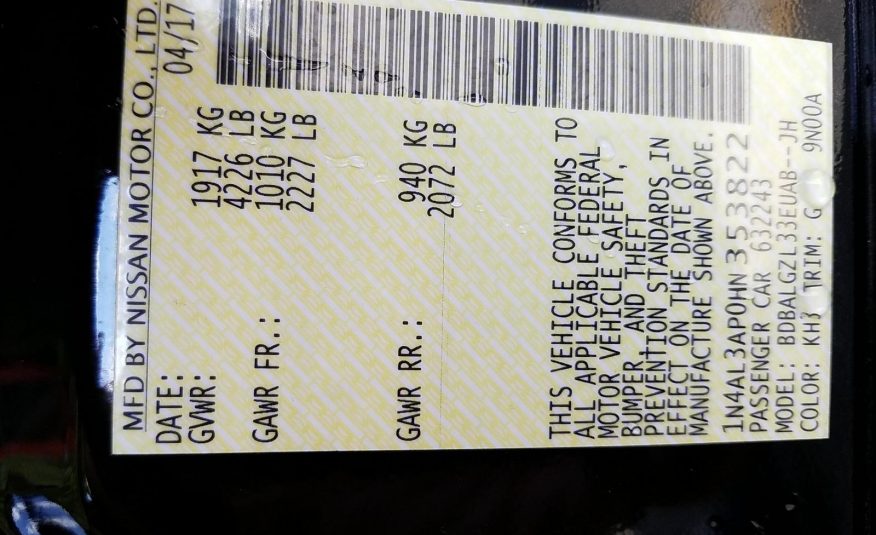 MFD BY NISSAN MOTOR CO., LTD.
DATE: 04/17
GVWR: 1917 KG
4226 LB
GAWR FR.: 1010 KG
2227 LB
GAWR RR.: 940 KG
2072 LB
THIS VEHICLE CONFORMS TO
ALL APPLICABLE FEDERAL
MOTOR VEHICLE SAFETY,
BUMPER, AND THEFT
PREVENTION STANDARDS IN
EFFECT ON THE DATE OF
MANUFACTURE SHOWN ABOVE.
1N4AL3AP0HN353822
PASSENGER CAR 632243
MODEL: BDBALGZL33EUAB--JH
COLOR: KH3 TRIM: G 9N00A